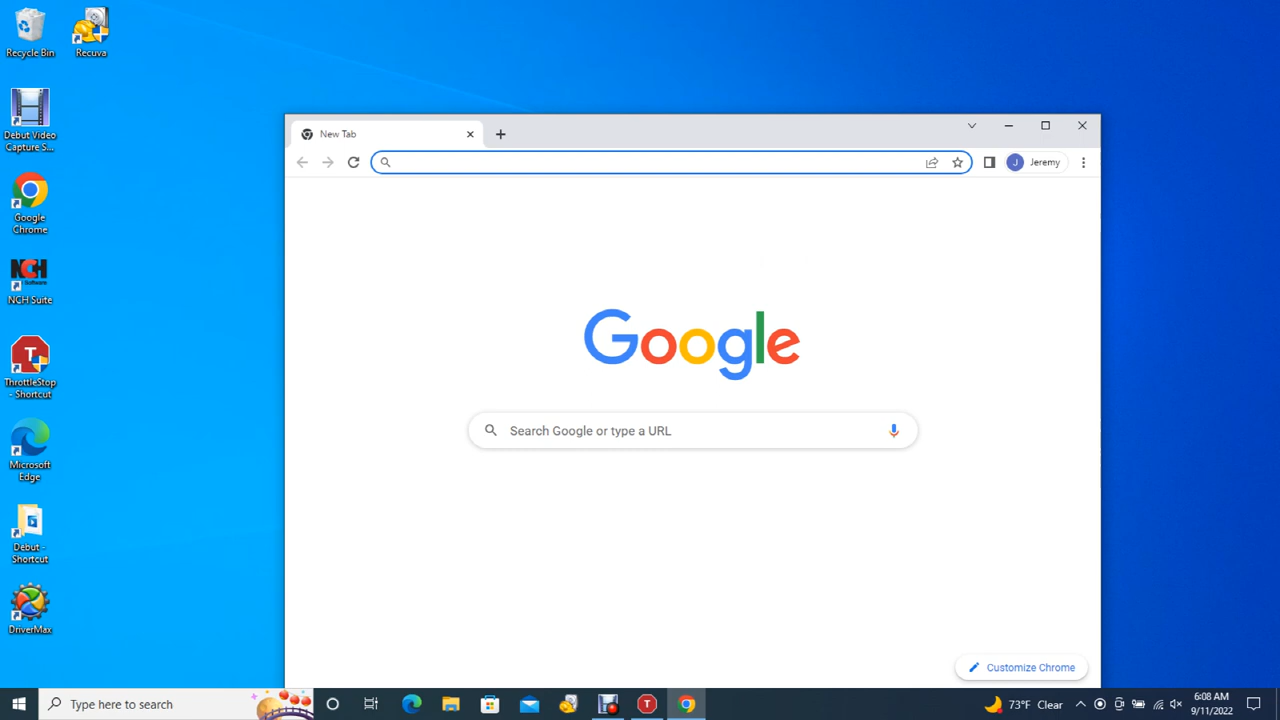 Recycle Bin
Recuva
Debut Video
Capture S...
Google
Chrome
NCH
Software
NCH Suite
T
ThrottleStop
- Shortcut
Microsoft
Edge
Debut -
Shortcut
DriverMax
New Tab
J
Jeremy
Google
Search Google or type a URL
Customize Chrome
Type here to search
T
73°F Clear
6:08 AM
9/11/2022